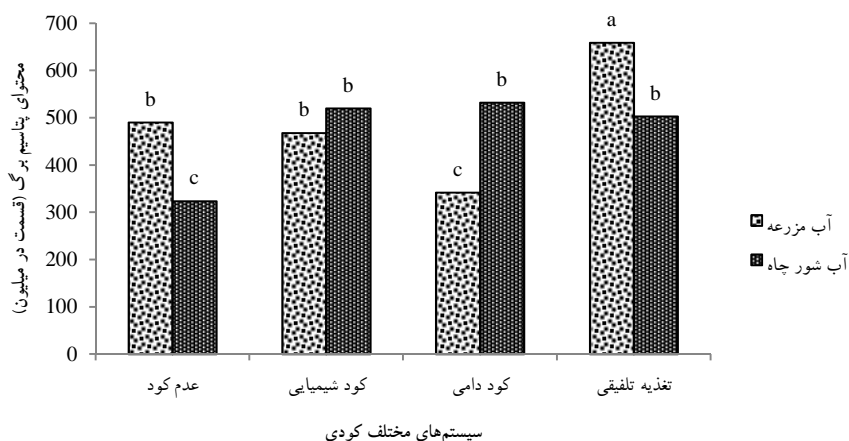 محتوای پتاسیم برگ (قسمت در میلیون)
700
600
500
400
300
200
100
0
b
c
b
b
c
b
a
b
عدم کود
کود شیمیایی
کود دامی
تغذیه تلفیقی
سیستم‌های مختلف کودی
آب مزرعه
آب شور چاه